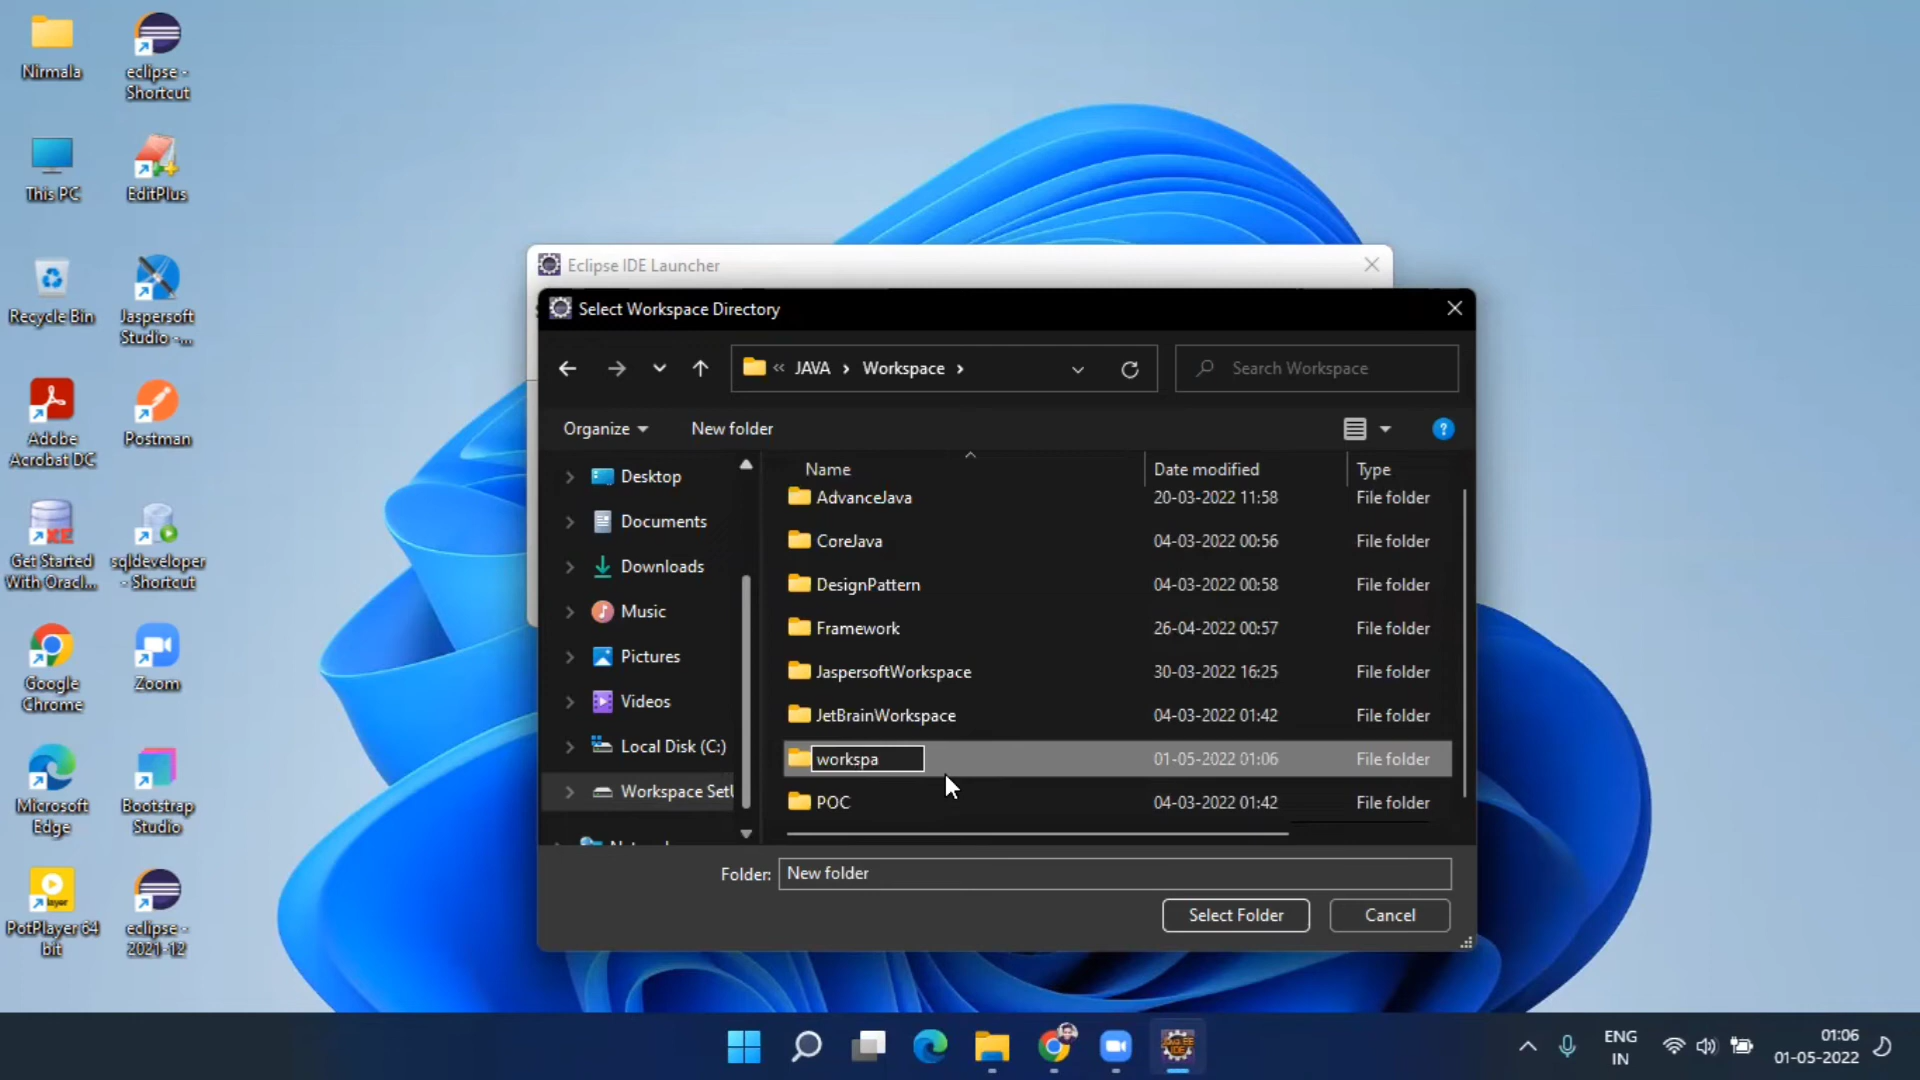 Nirmala
eclipse -
Shortcut
This PC
EditPlus
Recycle Bin
Jaspersoft
Studio -...
Adobe
Acrobat DC
Postman
Get Started
With Oracl...
sqldeveloper
- Shortcut
Google
Chrome
Zoom
Microsoft
Edge
Bootstrap
Studio
PotPlayer 64
bit
eclipse -
2021-12
Eclipse IDE Launcher
Select Workspace Directory
« JAVA › Workspace ›
Search Workspace
Organize
New folder
Name
Date modified
Type
Desktop
Documents
Downloads
Music
Pictures
Videos
Local Disk (C:)
Workspace Set
AdvanceJava 20-03-2022 11:58 File folder
CoreJava 04-03-2022 00:56 File folder
DesignPattern 04-03-2022 00:58 File folder
Framework 26-04-2022 00:57 File folder
JaspersoftWorkspace 30-03-2022 16:25 File folder
JetBrainWorkspace 04-03-2022 01:42 File folder
workspa 01-05-2022 01:06 File folder
POC 04-03-2022 01:42 File folder
Folder: New folder
Select Folder
Cancel
ENG
IN
01:06
01-05-2022